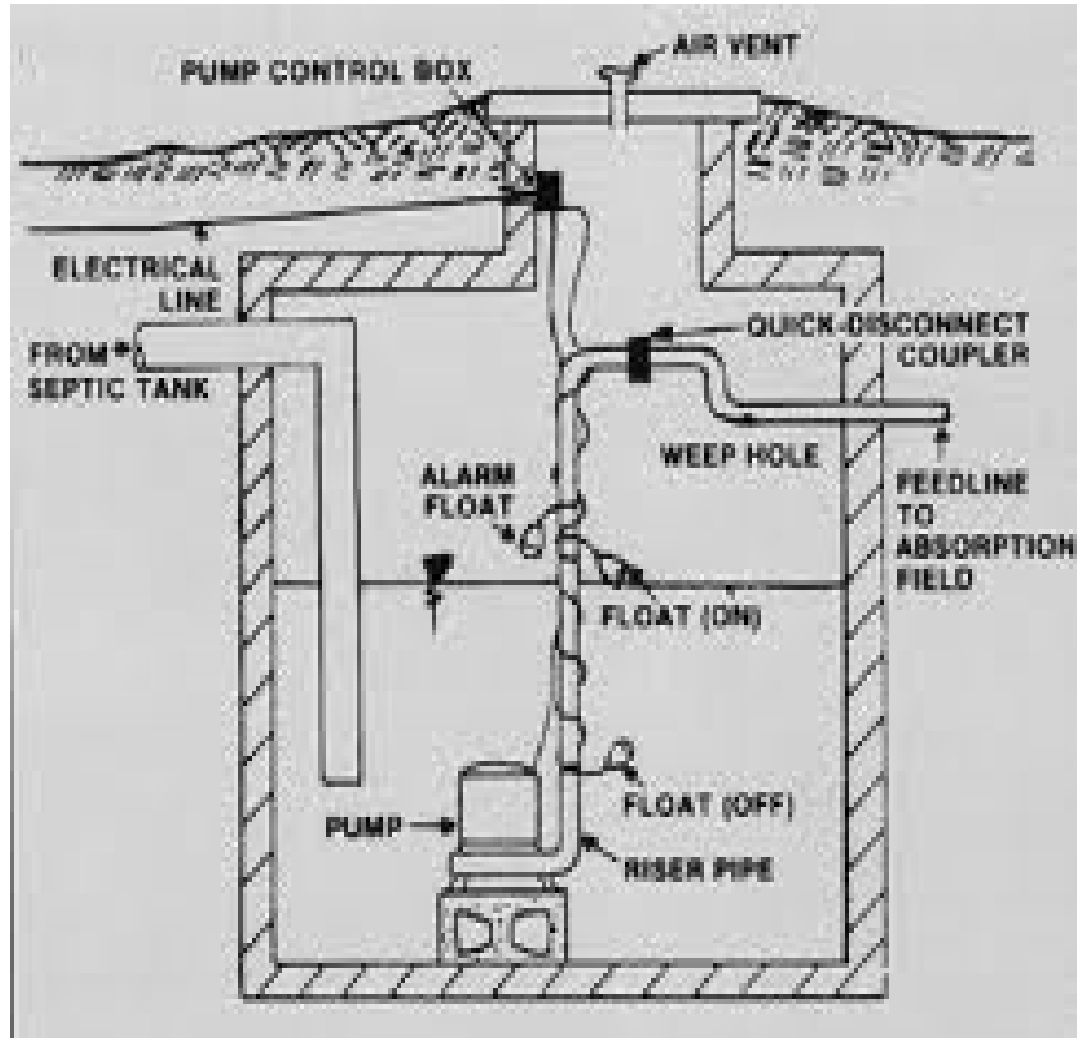 AIR VENT
PUMP CONTROL BOX
ELECTRICAL
LINE
QUICK-DISCONNECT
COUPLER
FROM
SEPTIC TANK
WEEP HOLE
ALARM
FLOAT
FEEDLINE
TO
ABSORPTION
FIELD
FLOAT (ON)
FLOAT (OFF)
PUMP
RISER PIPE